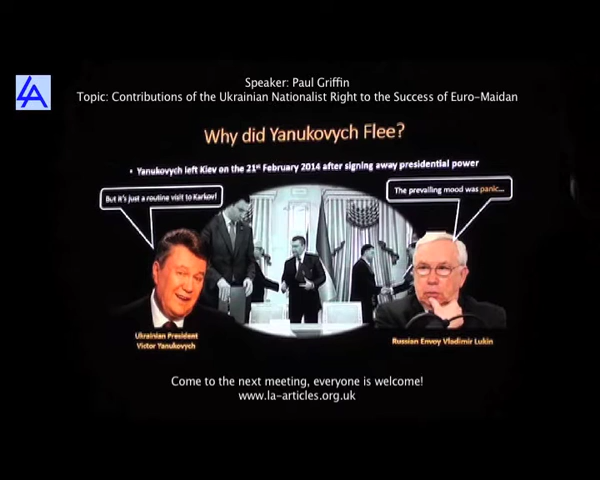 LA
Speaker: Paul Griffin
Topic: Contributions of the Ukrainian Nationalist Right to the Success of Euro-Maidan
Why did Yanukovych Flee?
• Yanukovych left Kiev on the 21st February 2014 after signing away presidential power
But it's just a routine visit to Karkov!
The prevailing mood was panic...
Ukrainian President
Victor Yanukovych
Russian Envoy Vladimir Lukin
Come to the next meeting, everyone is welcome!
www.la-articles.org.uk